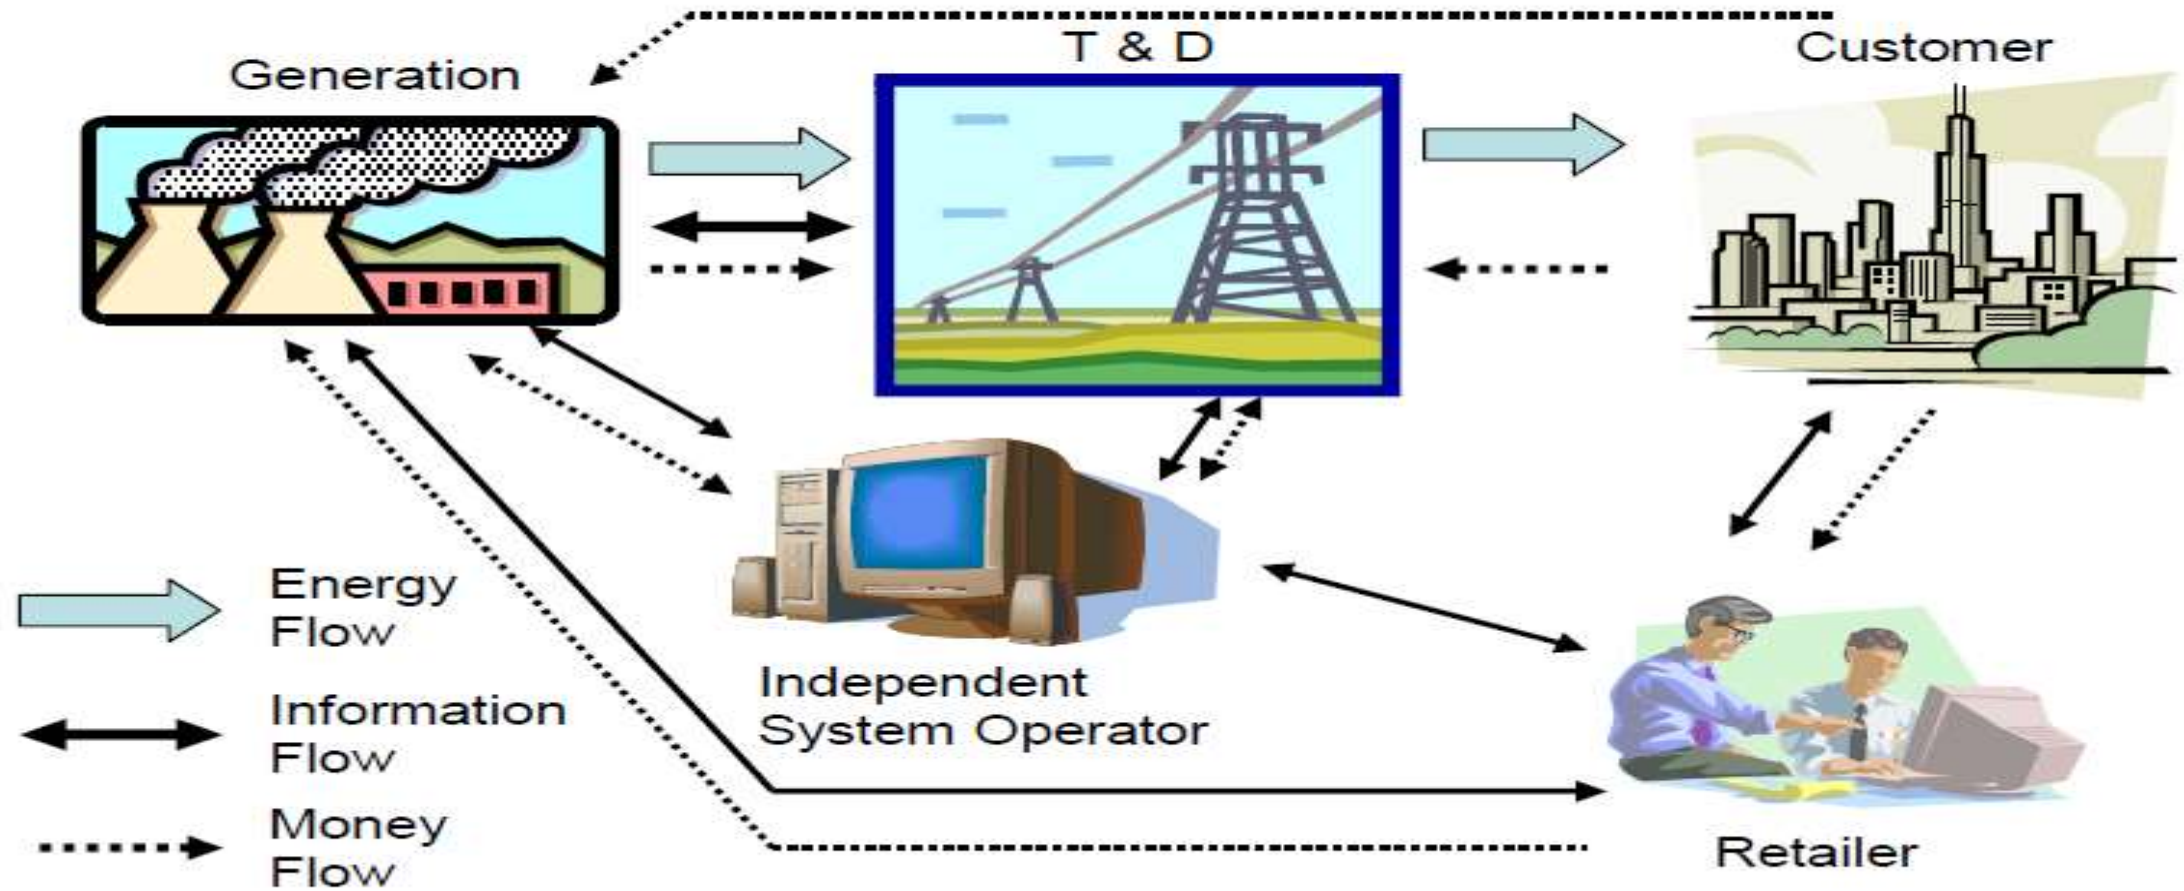 Generation
T & D
Customer
Energy
Flow
Information
Flow
Money
Flow
Independent
System Operator
Retailer